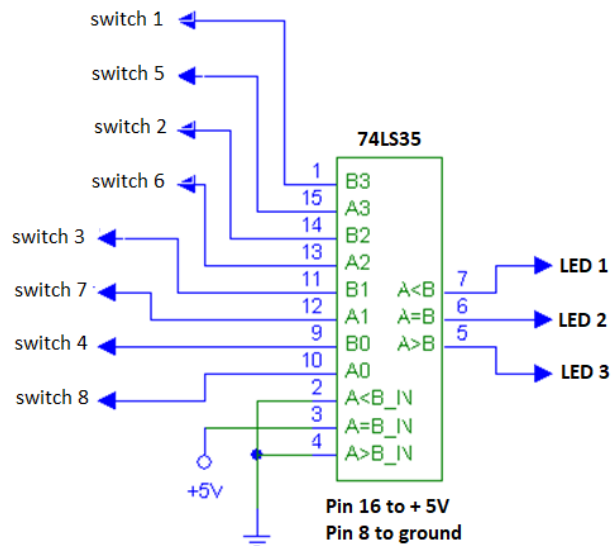 switch 1
switch 5
switch 2
74LS35
switch 6
1 B3
15 A3
14 B2
13 A2
switch 3
11 B1 A<B 7 LED 1
switch 7
12 A1 A=B 6 LED 2
switch 4
9 B0 A>B 5 LED 3
10 A0
switch 8
2 A<B_IN
3 A=B_IN
4 A>B_IN
+5V
Pin 16 to + 5V
Pin 8 to ground